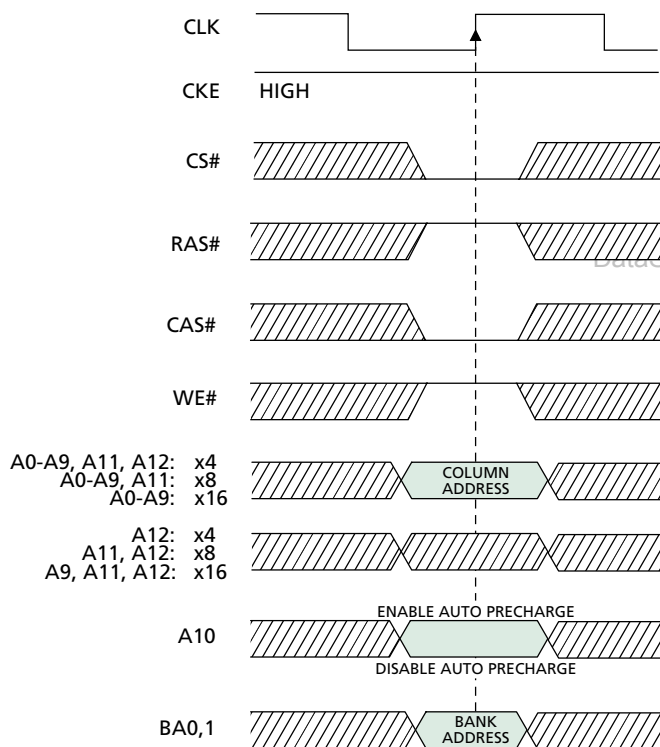 CLK
CKE HIGH
CS#
RAS#
CAS#
WE#
A0-A9, A11, A12: x4
A0-A9, A11: x8
A0-A9: x16
COLUMN
ADDRESS
A12: x4
A11, A12: x8
A9, A11, A12: x16
ENABLE AUTO PRECHARGE
A10
DISABLE AUTO PRECHARGE
BA0,1
BANK
ADDRESS